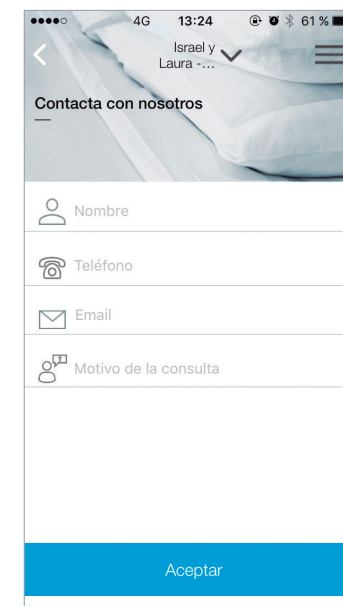 4G 13:24 61 %
Israel y
Laura -...
Contacta con nosotros
Nombre
Teléfono
Email
Motivo de la consulta
Aceptar